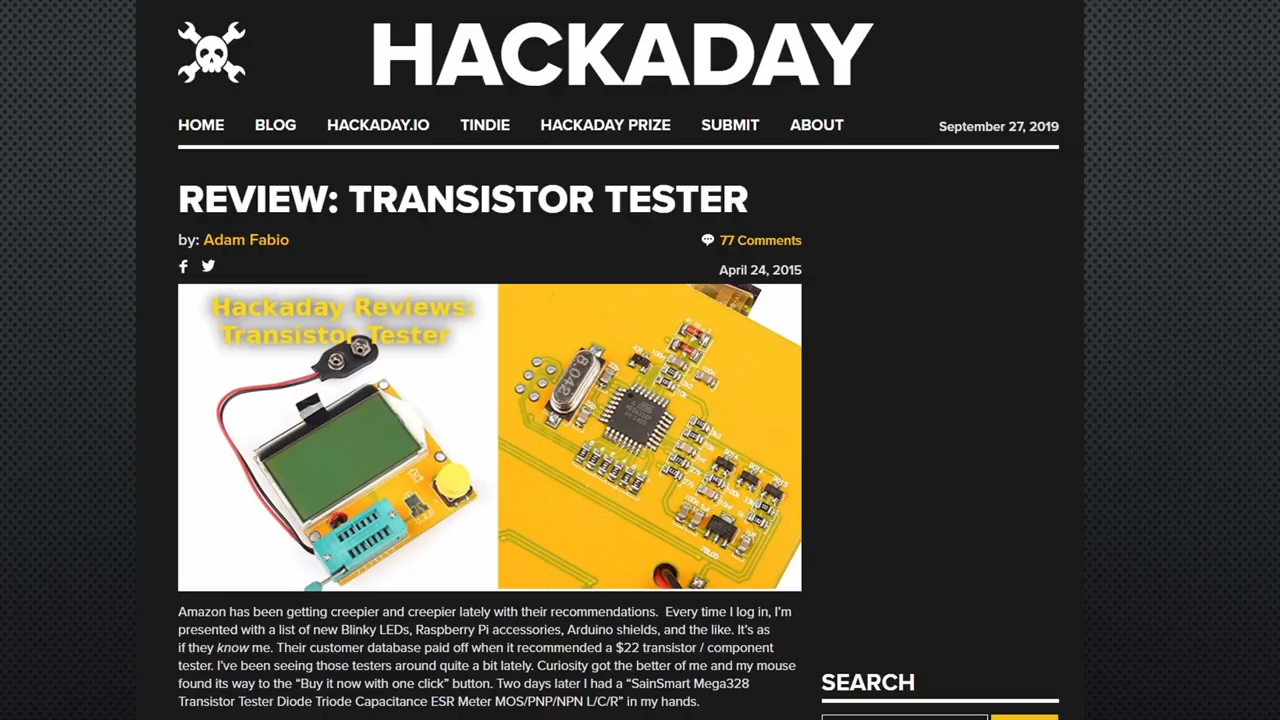 HACKADAY
HOME BLOG HACKADAY.IO TINDIE HACKADAY PRIZE SUBMIT ABOUT September 27, 2019
REVIEW: TRANSISTOR TESTER
by: Adam Fabio 77 Comments
April 24, 2015
Hackaday Reviews:
Transistor Tester
8.042
Amazon has been getting creepier and creepier lately with their recommendations. Every time I log in, I’m
presented with a list of new Blinky LEDs, Raspberry Pi accessories, Arduino shields, and the like. It’s as
if they know me. Their customer database paid off when it recommended a $22 transistor / component
tester. I’ve been seeing those testers around quite a bit lately. Curiosity got the better of me and my mouse
found its way to the “Buy it now with one click” button. Two days later I had a “SainSmart Mega328
Transistor Tester Diode Triode Capacitance ESR Meter MOS/PNP/NPN L/C/R” in my hands.
SEARCH